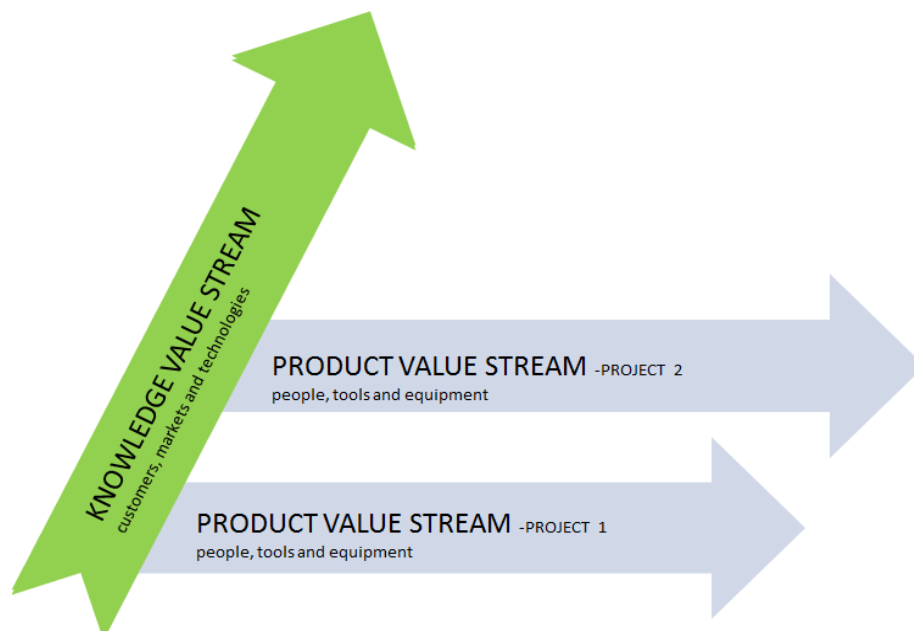 KNOWLEDGE VALUE STREAM
customers, markets and technologies
PRODUCT VALUE STREAM -PROJECT 2
people, tools and equipment
PRODUCT VALUE STREAM -PROJECT 1
people, tools and equipment